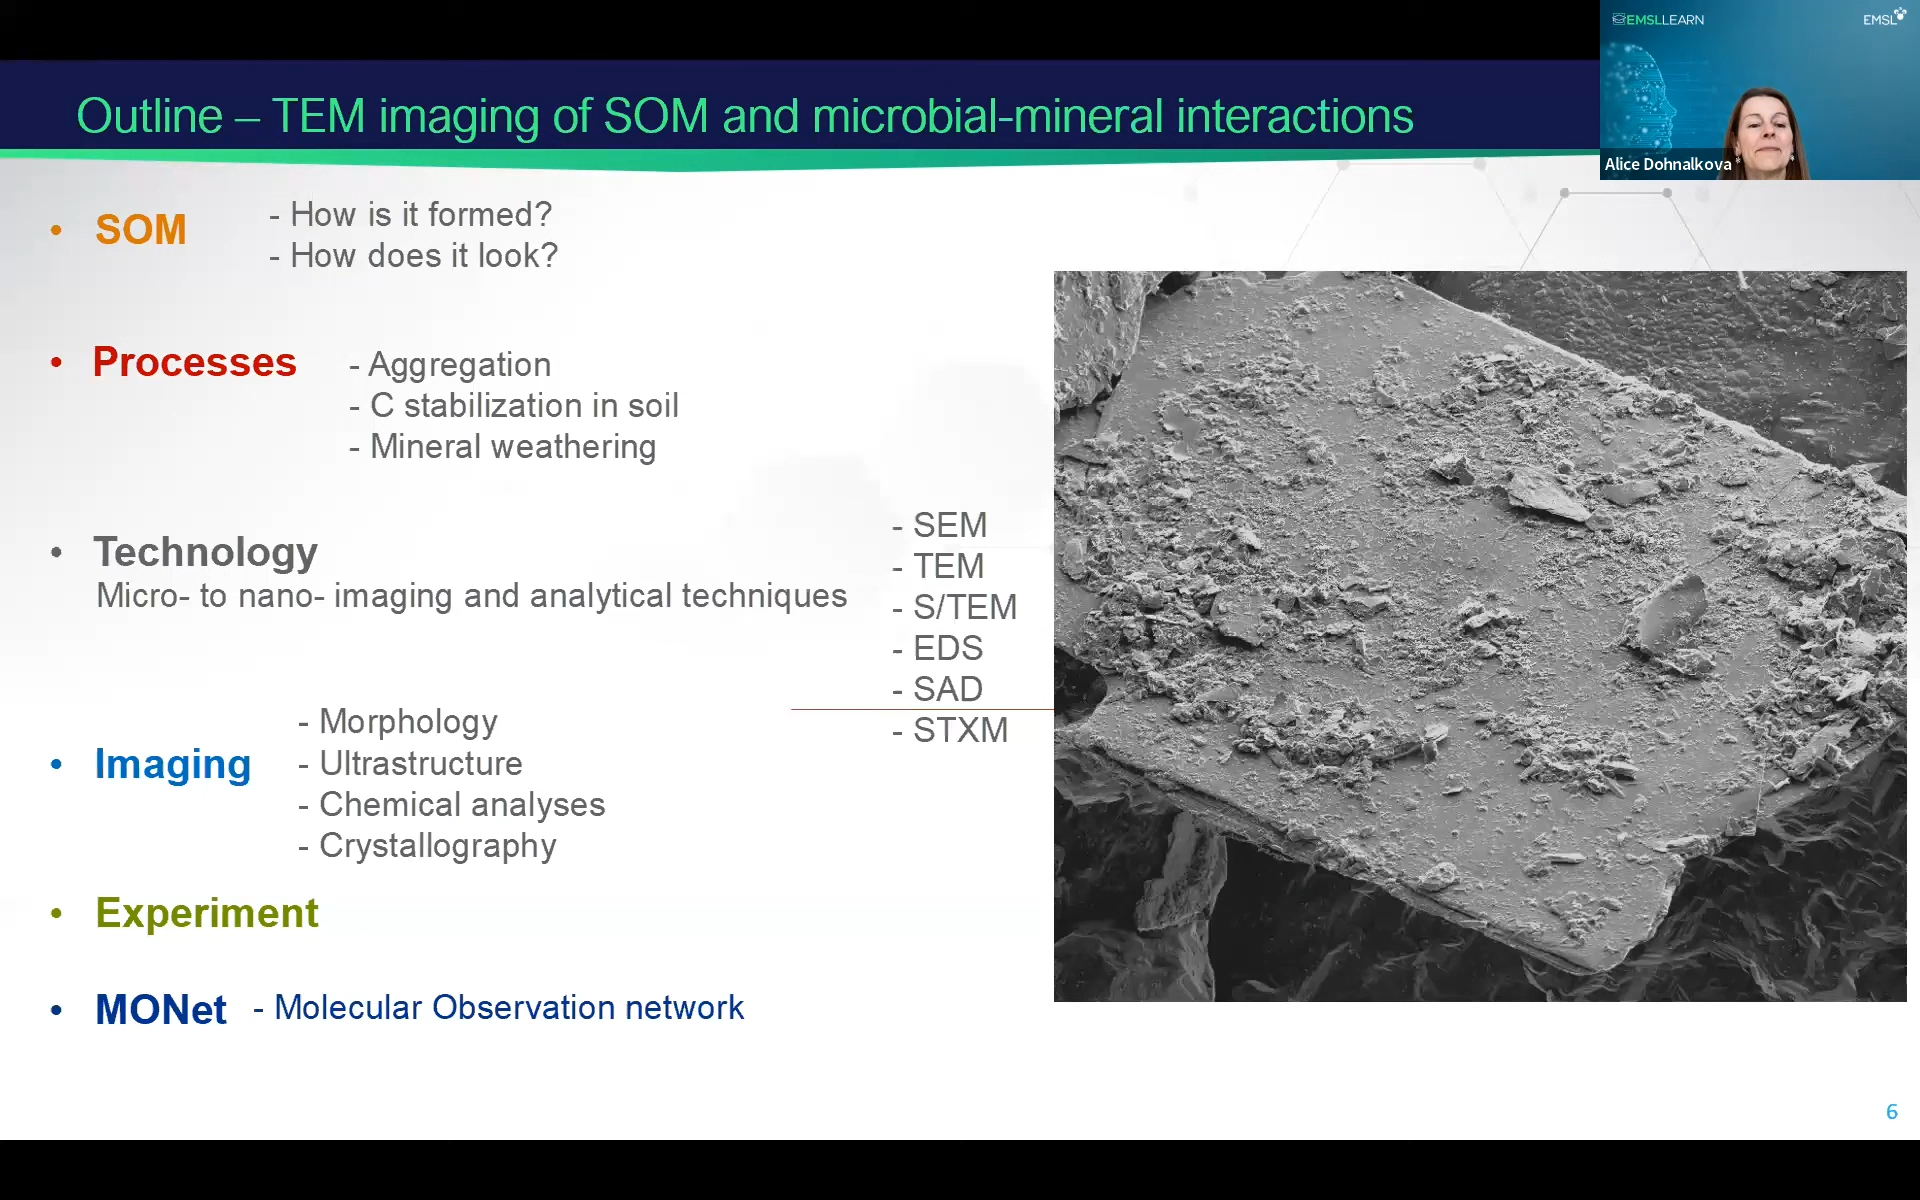 EMSLLEARN
EMSL
Outline – TEM imaging of SOM and microbial-mineral interactions
Alice Dohnalkova
• SOM
- How is it formed?
- How does it look?
• Processes
- Aggregation
- C stabilization in soil
- Mineral weathering
• Technology
Micro- to nano- imaging and analytical techniques
- SEM
- TEM
- S/TEM
- EDS
- SAD
- STXM
• Imaging
- Morphology
- Ultrastructure
- Chemical analyses
- Crystallography
• Experiment
• MONet - Molecular Observation network
6